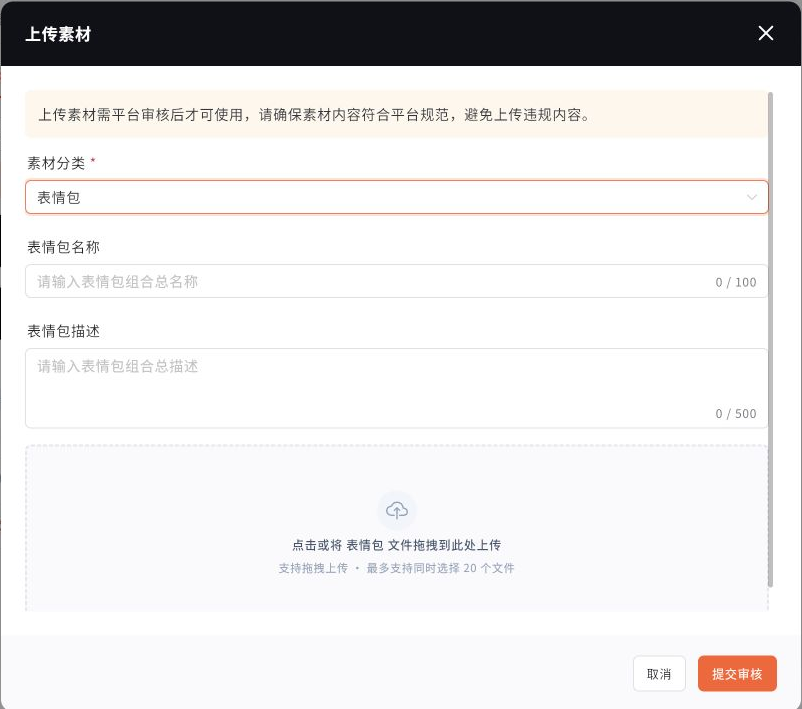 上传素材
上传素材需平台审核后才可使用，请确保素材内容符合平台规范，避免上传违规内容。
素材分类 *
表情包
表情包名称
请输入表情包组合总名称
0 / 100
表情包描述
请输入表情包组合总描述
0 / 500
点击或将 表情包 文件拖拽到此处上传
支持拖拽上传 • 最多支持同时选择 20 个文件
取消
提交审核